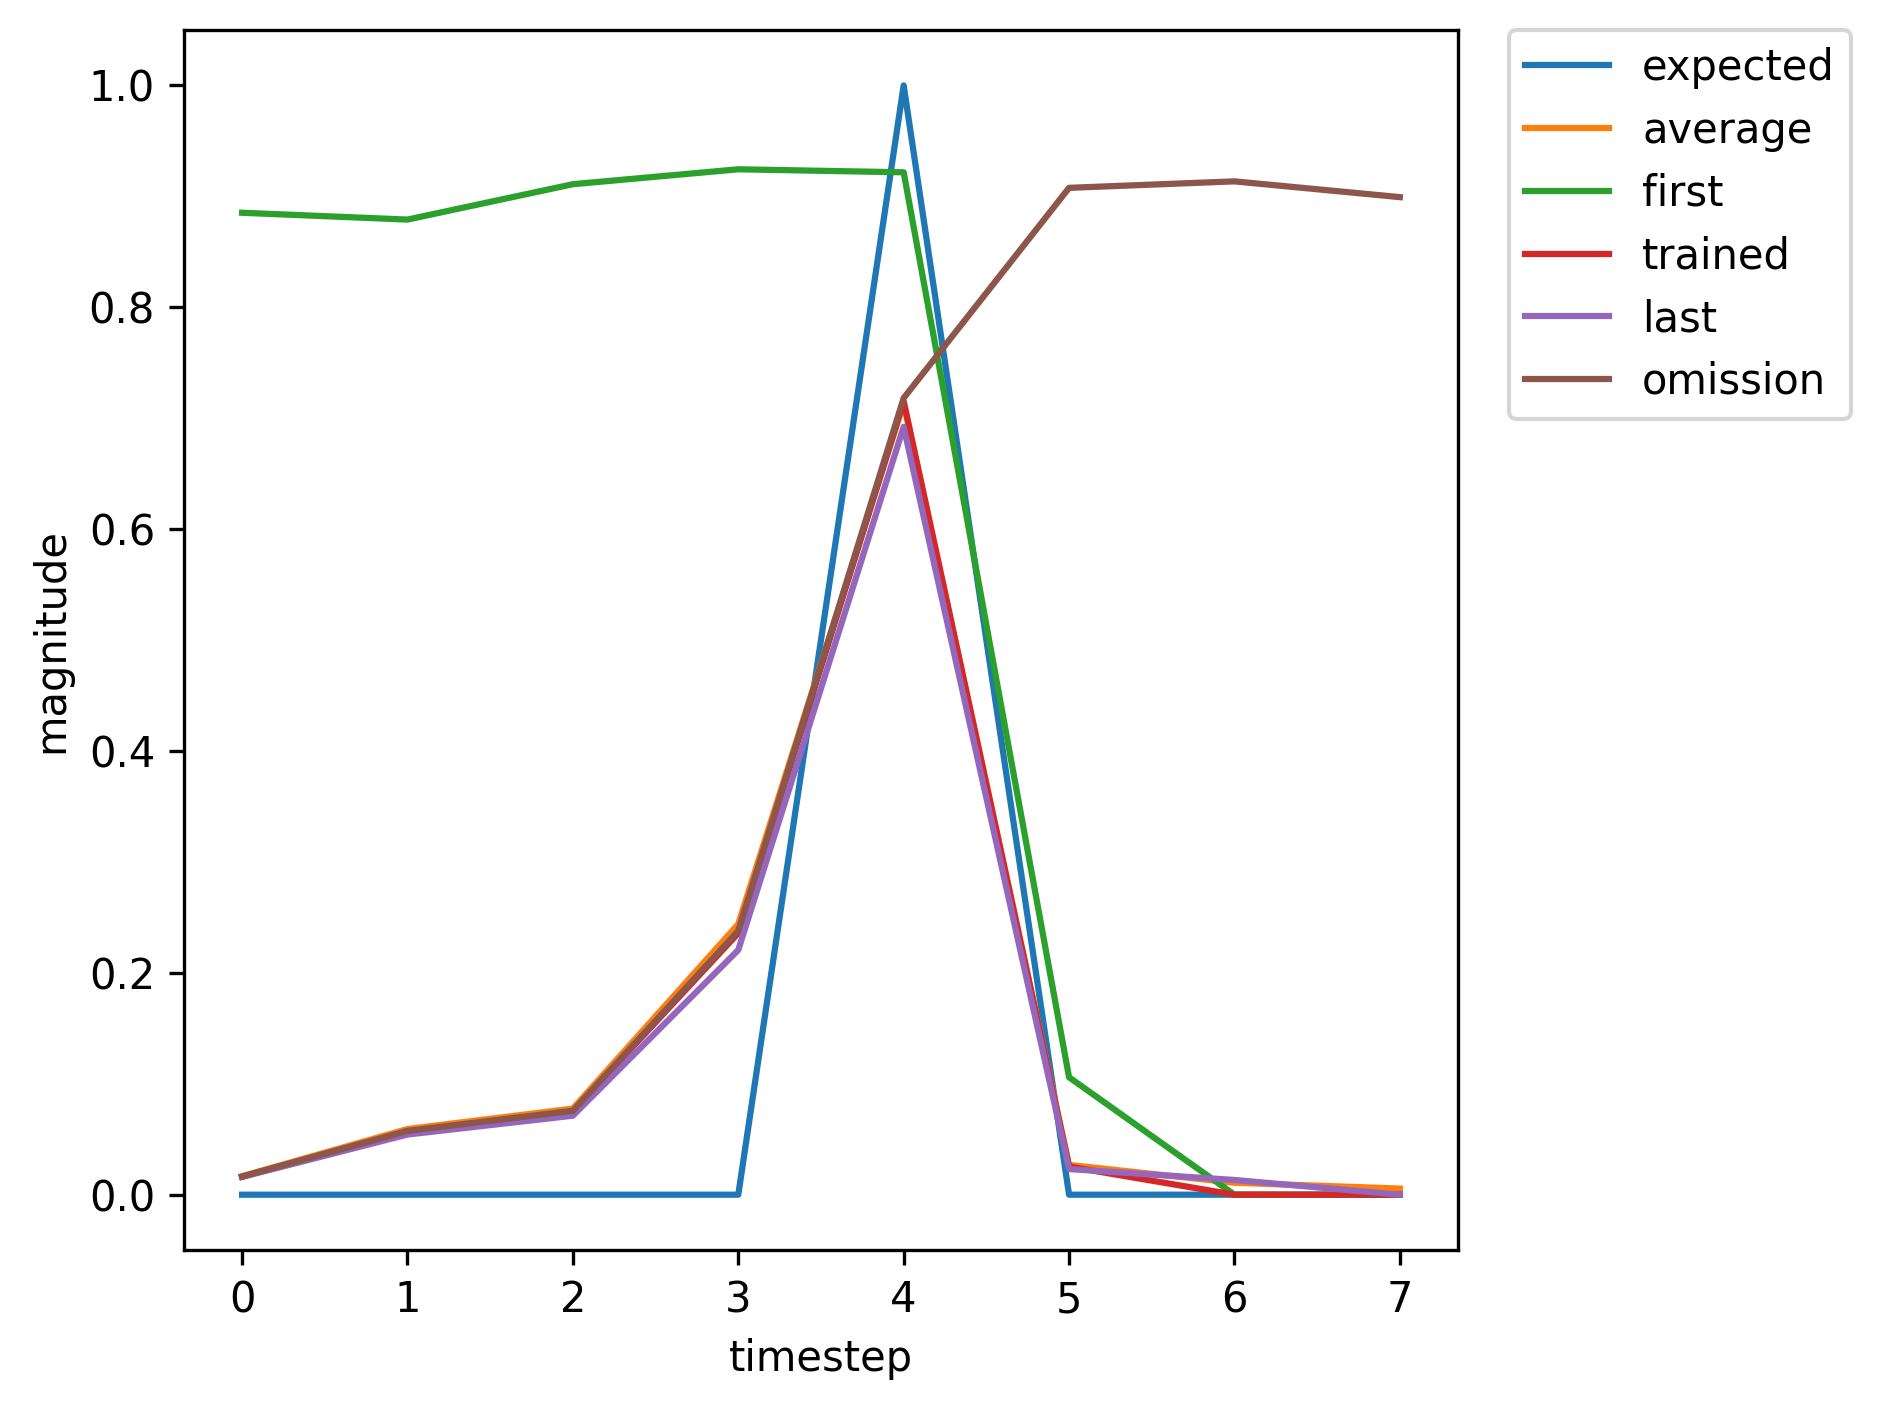 1.0
0.8
0.6
0.4
0.2
0.0
magnitude
0 1 2 3 4 5 6 7
timestep
expected
average
first
trained
last
omission